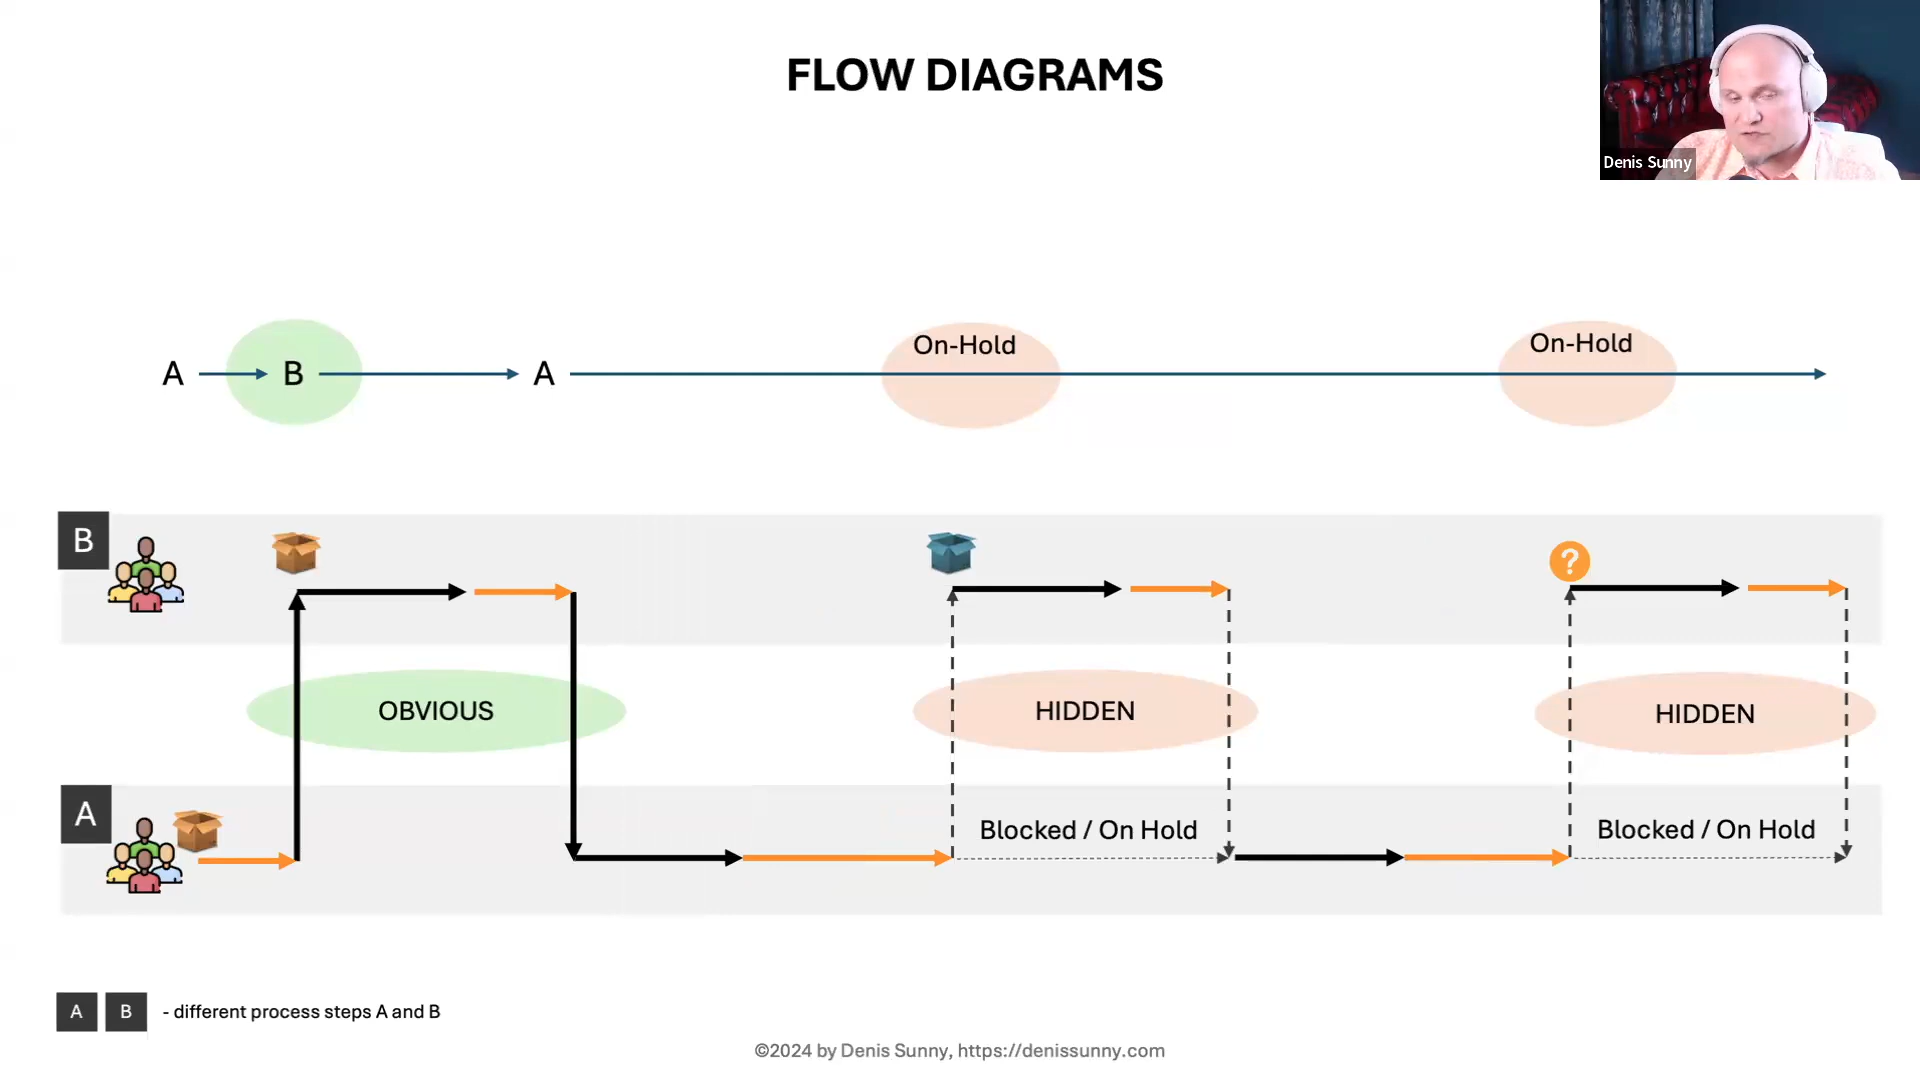 FLOW DIAGRAMS
Denis Sunny
A
B
A
On-Hold
On-Hold
B
?
OBVIOUS
HIDDEN
HIDDEN
A
Blocked / On Hold
Blocked / On Hold
A B - different process steps A and B
©2024 by Denis Sunny, https://denissunny.com